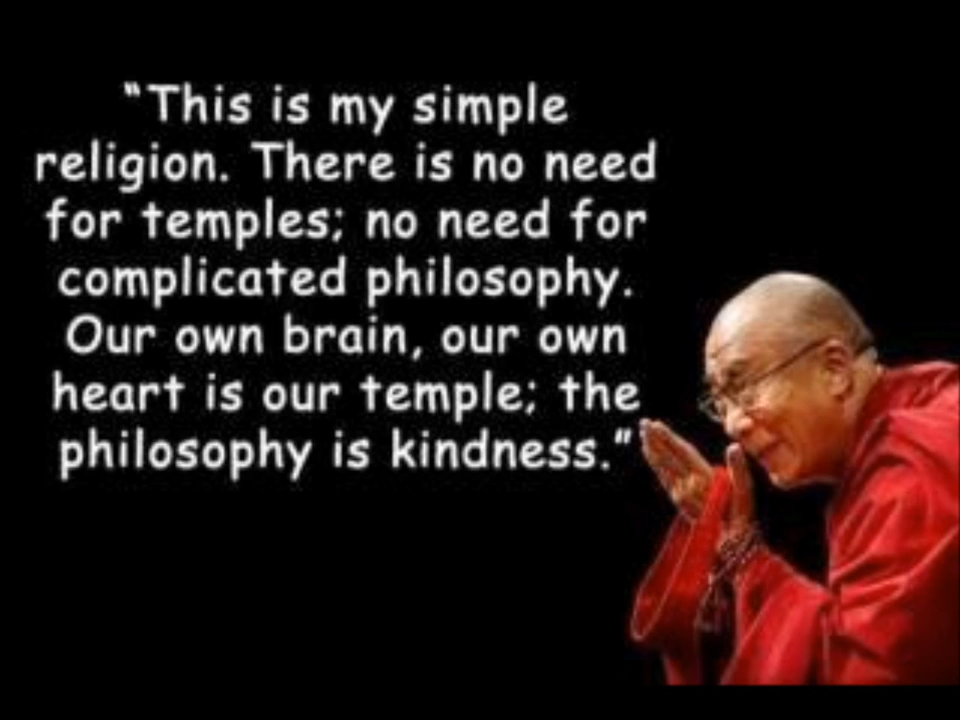 “This is my simple
religion. There is no need
for temples; no need for
complicated philosophy.
Our own brain, our own
heart is our temple; the
philosophy is kindness.”